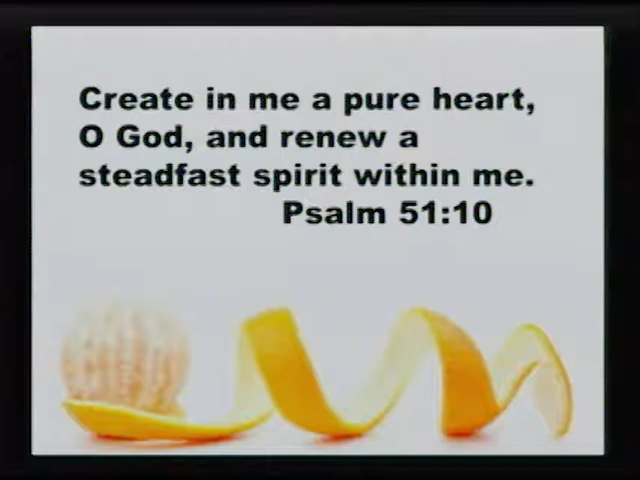 Create in me a pure heart,
O God, and renew a
steadfast spirit within me.
Psalm 51:10